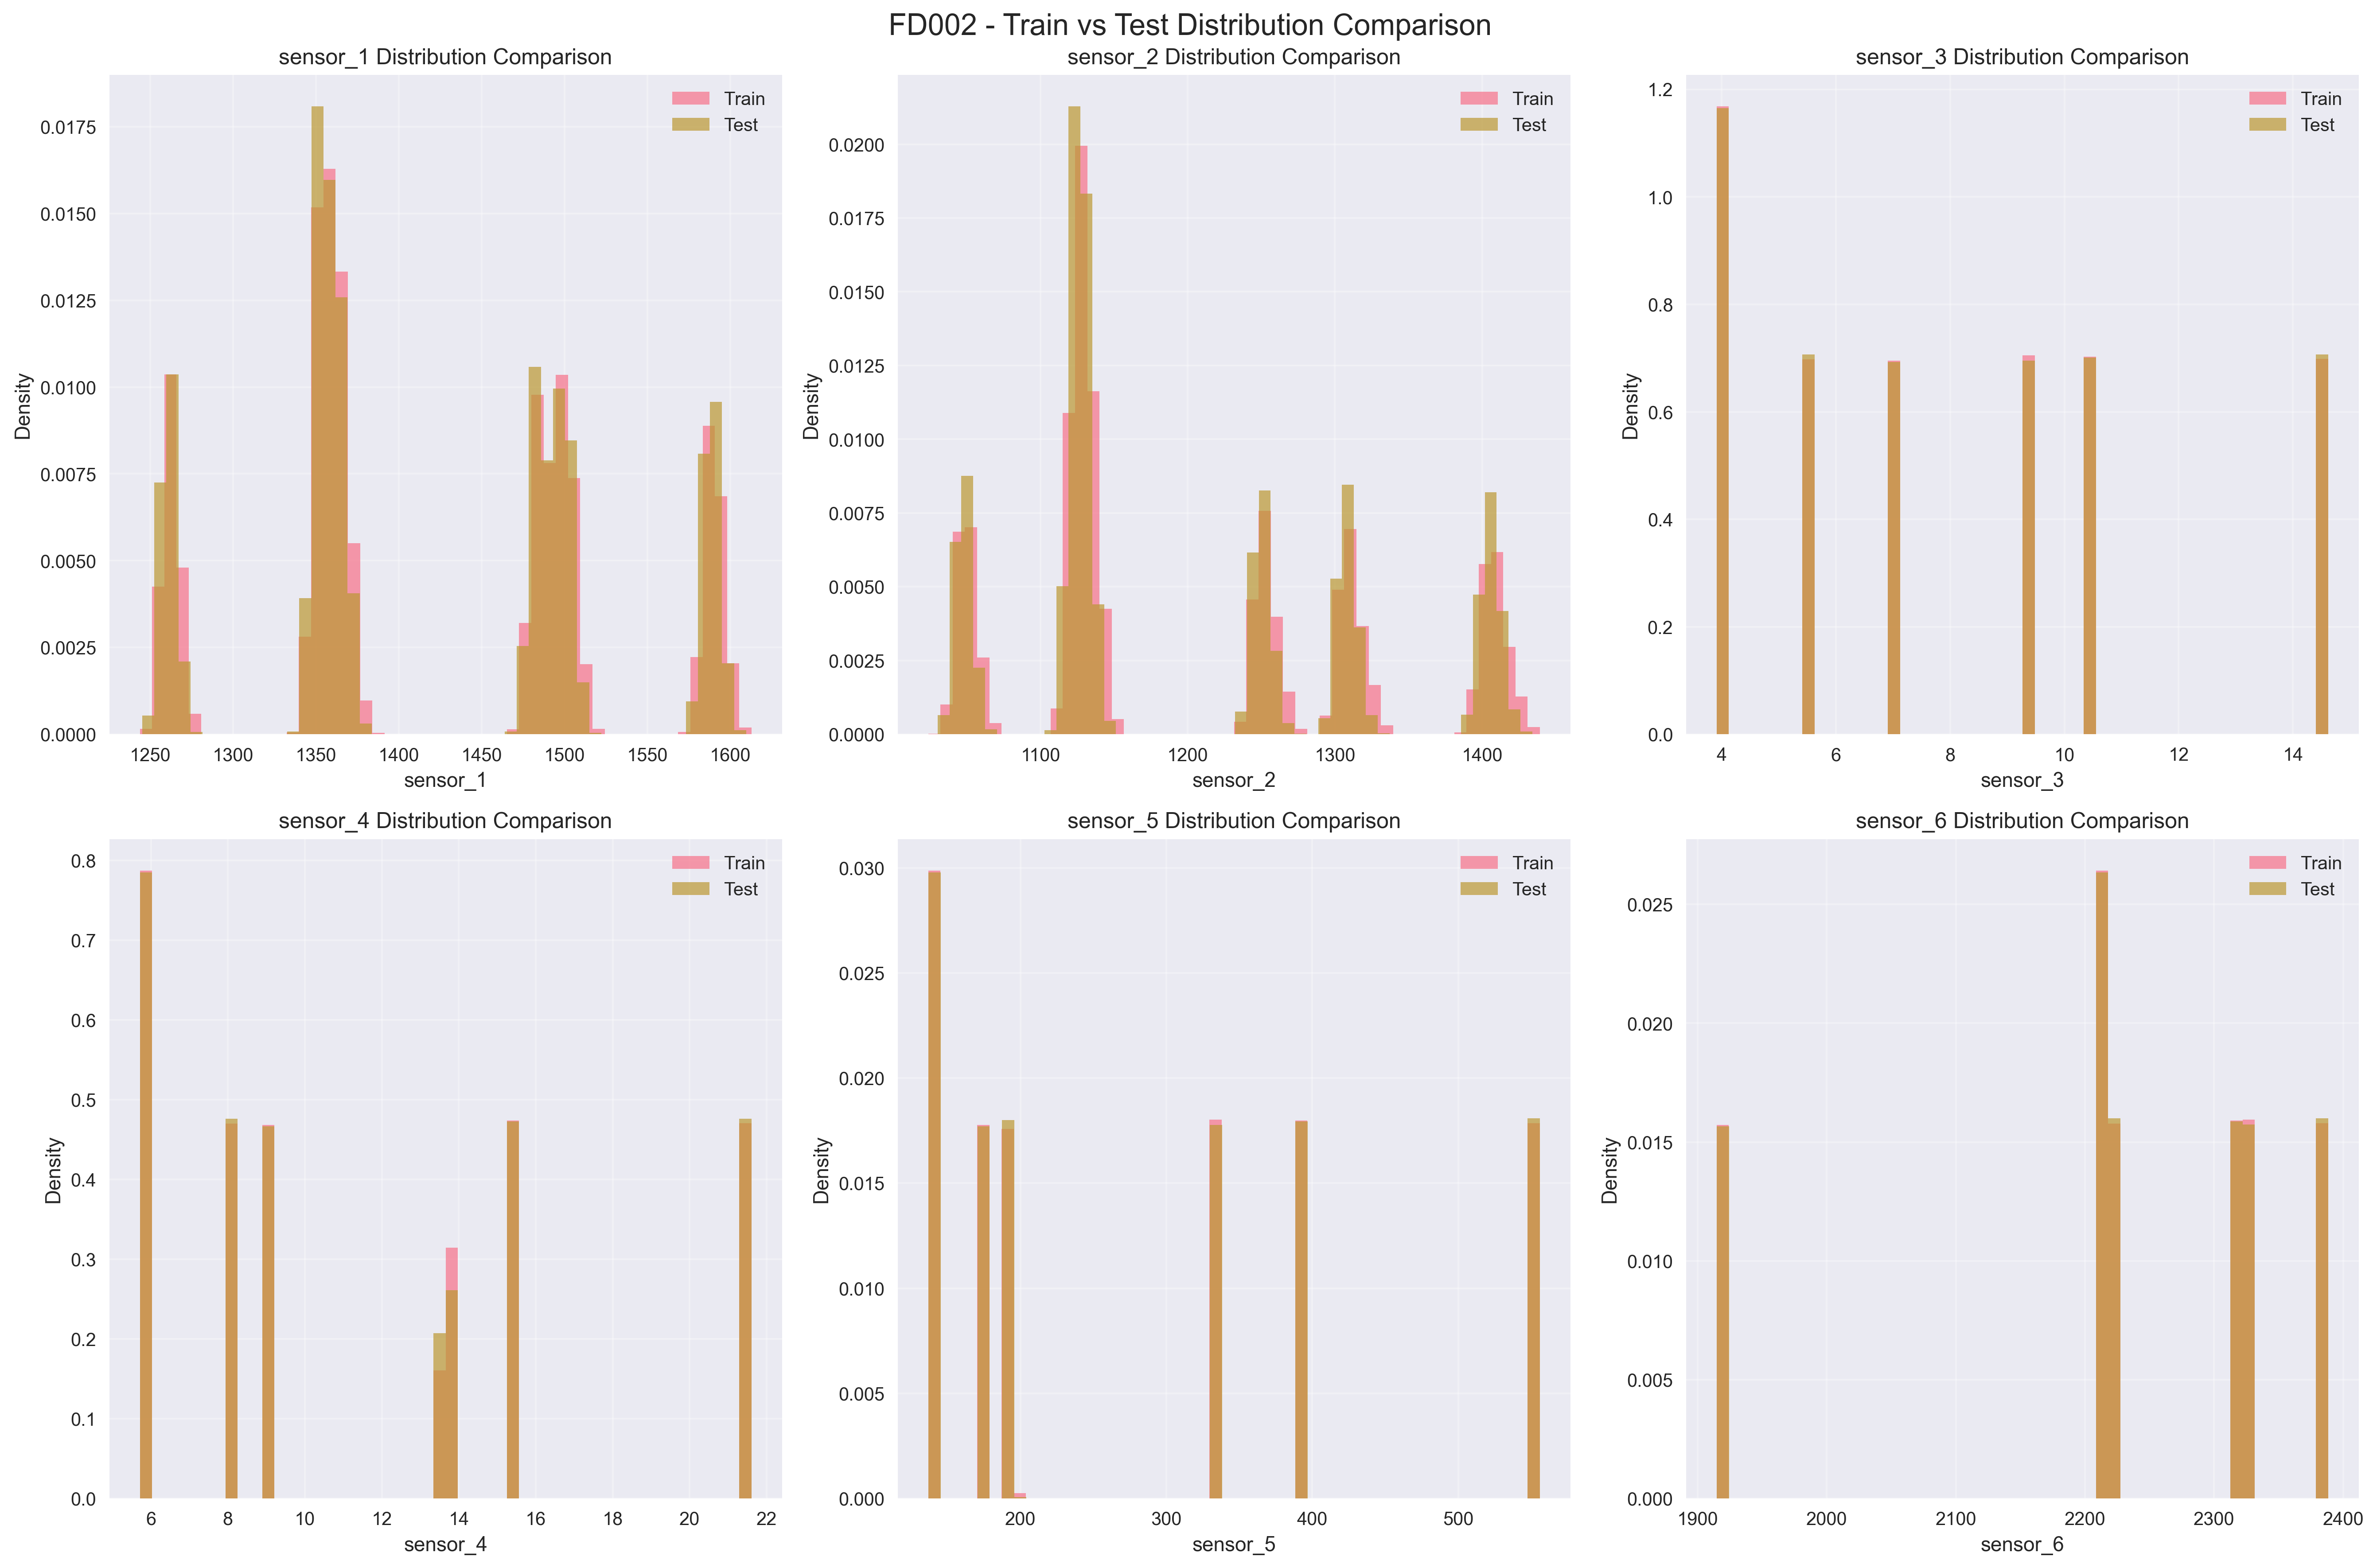 FD002 - Train vs Test Distribution Comparison
sensor_1 Distribution Comparison
Train
Test
0.0175
0.0150
0.0125
0.0100
0.0075
0.0050
0.0025
0.0000
Density
1250 1300 1350 1400 1450 1500 1550 1600
sensor_1
sensor_2 Distribution Comparison
Train
Test
0.0200
0.0175
0.0150
0.0125
0.0100
0.0075
0.0050
0.0025
0.0000
Density
1100 1200 1300 1400
sensor_2
sensor_3 Distribution Comparison
Train
Test
1.2
1.0
0.8
0.6
0.4
0.2
0.0
Density
4 6 8 10 12 14
sensor_3
sensor_4 Distribution Comparison
Train
Test
0.8
0.7
0.6
0.5
0.4
0.3
0.2
0.1
0.0
Density
6 8 10 12 14 16 18 20 22
sensor_4
sensor_5 Distribution Comparison
Train
Test
0.030
0.025
0.020
0.015
0.010
0.005
0.000
Density
200 300 400 500
sensor_5
sensor_6 Distribution Comparison
Train
Test
0.025
0.020
0.015
0.010
0.005
0.000
Density
1900 2000 2100 2200 2300 2400
sensor_6